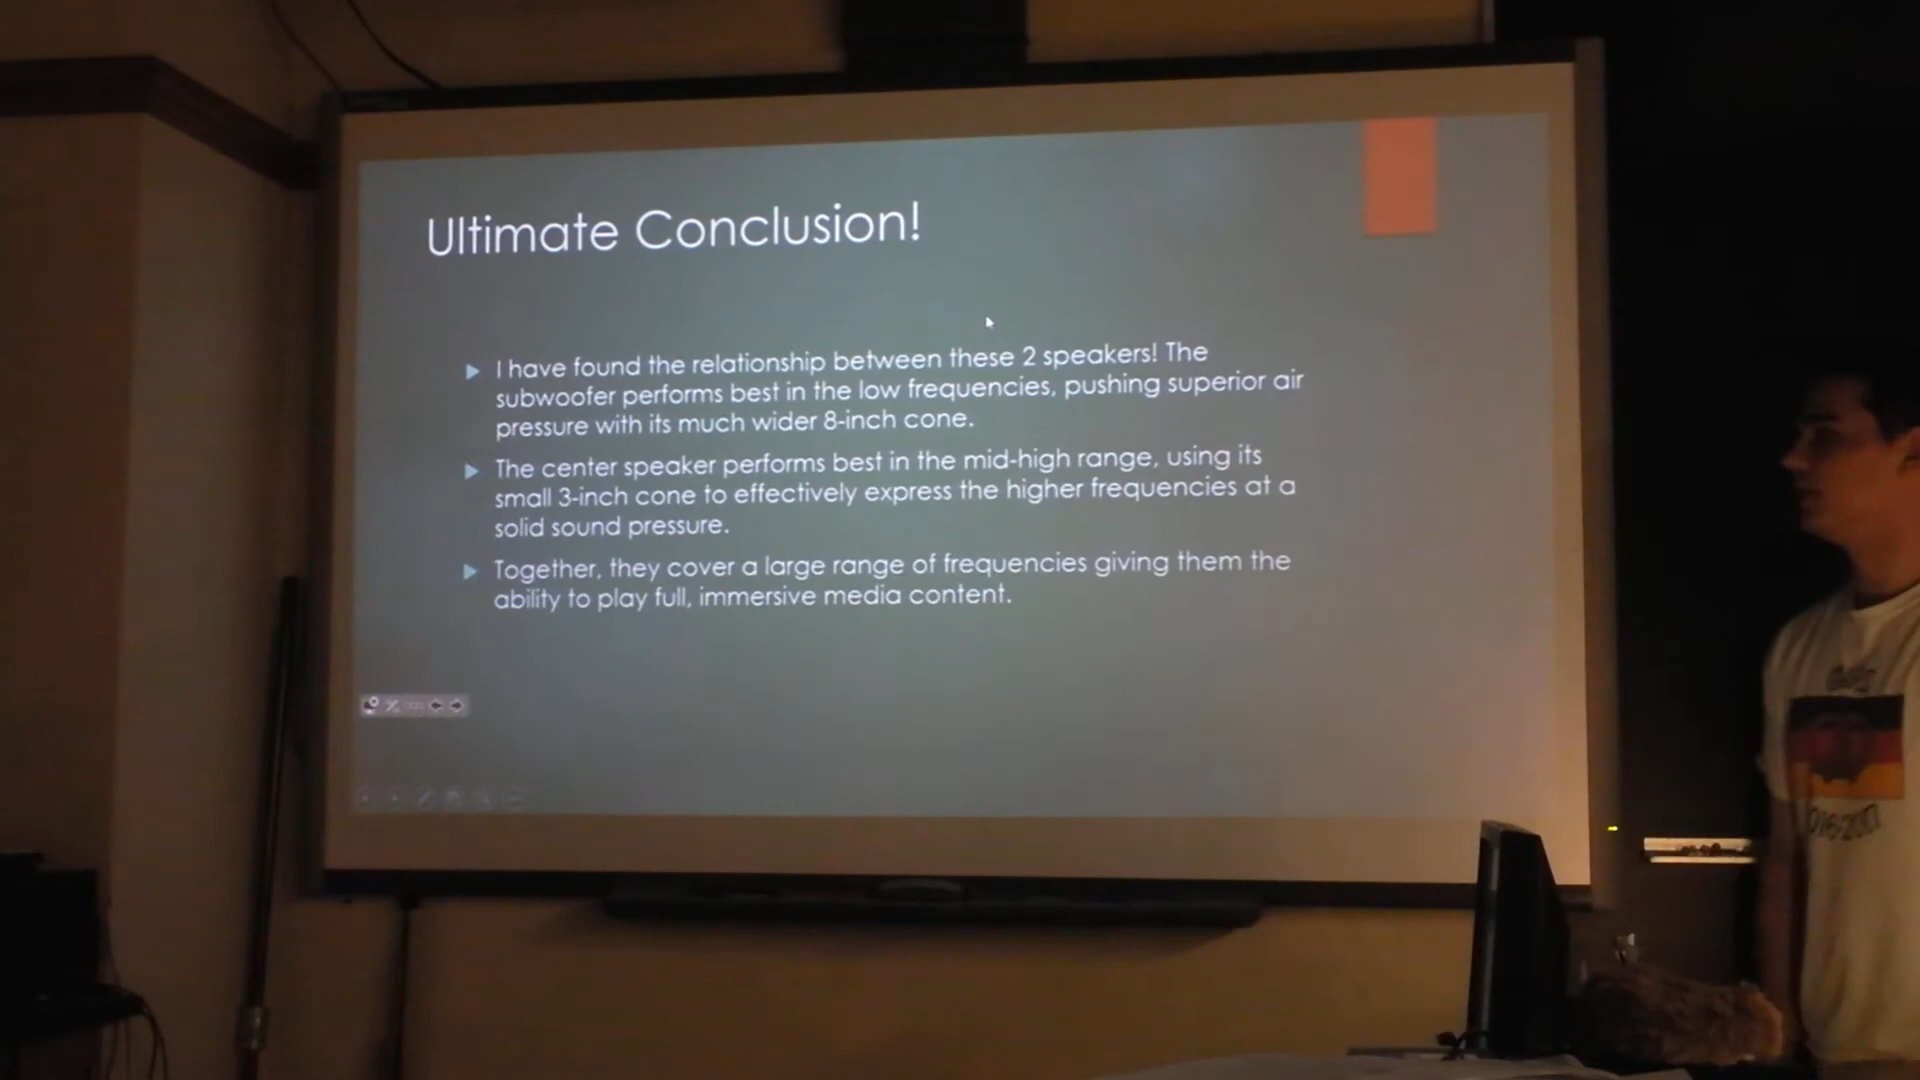 Ultimate Conclusion!
I have found the relationship between these 2 speakers! The
subwoofer performs best in the low frequencies, pushing superior air
pressure with its much wider 8-inch cone.
The center speaker performs best in the mid-high range, using its
small 3-inch cone to effectively express the higher frequencies at a
solid sound pressure.
Together, they cover a large range of frequencies giving them the
ability to play full, immersive media content.